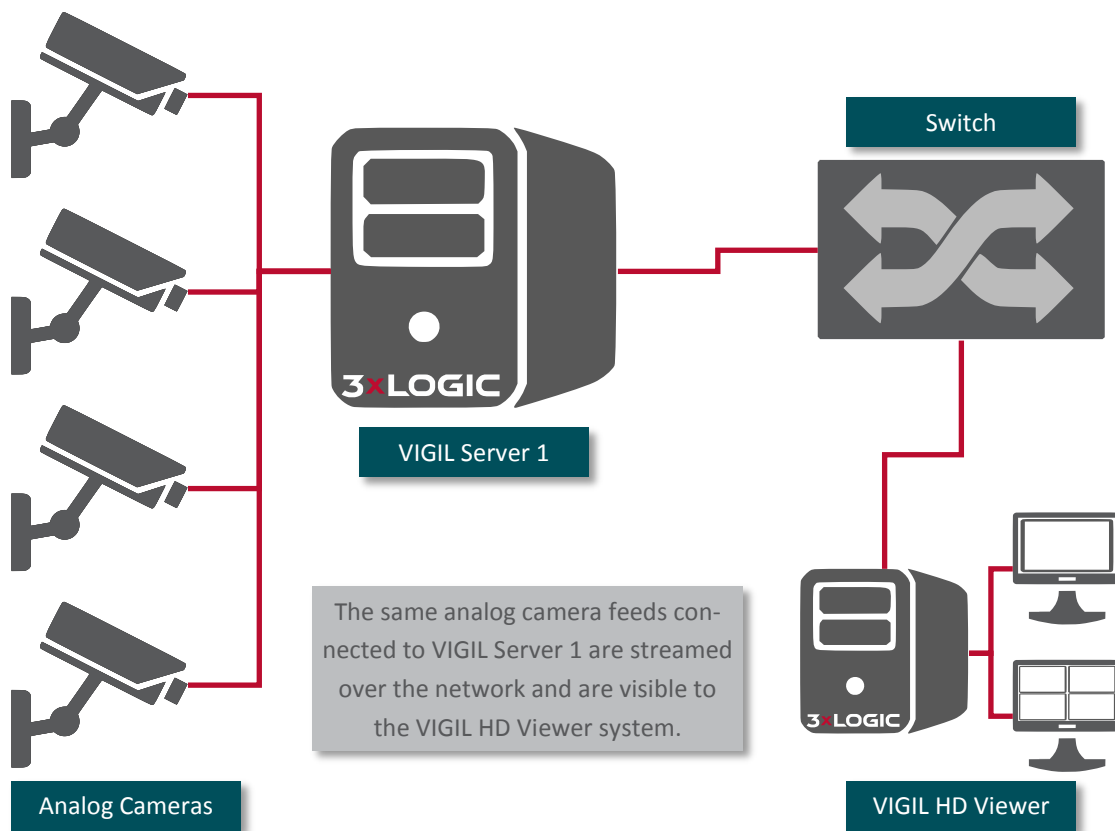 Switch
3xLOGIC
VIGIL Server 1
The same analog camera feeds con-
nected to VIGIL Server 1 are streamed
over the network and are visible to
the VIGIL HD Viewer system.
3xLOGIC
Analog Cameras
VIGIL HD Viewer